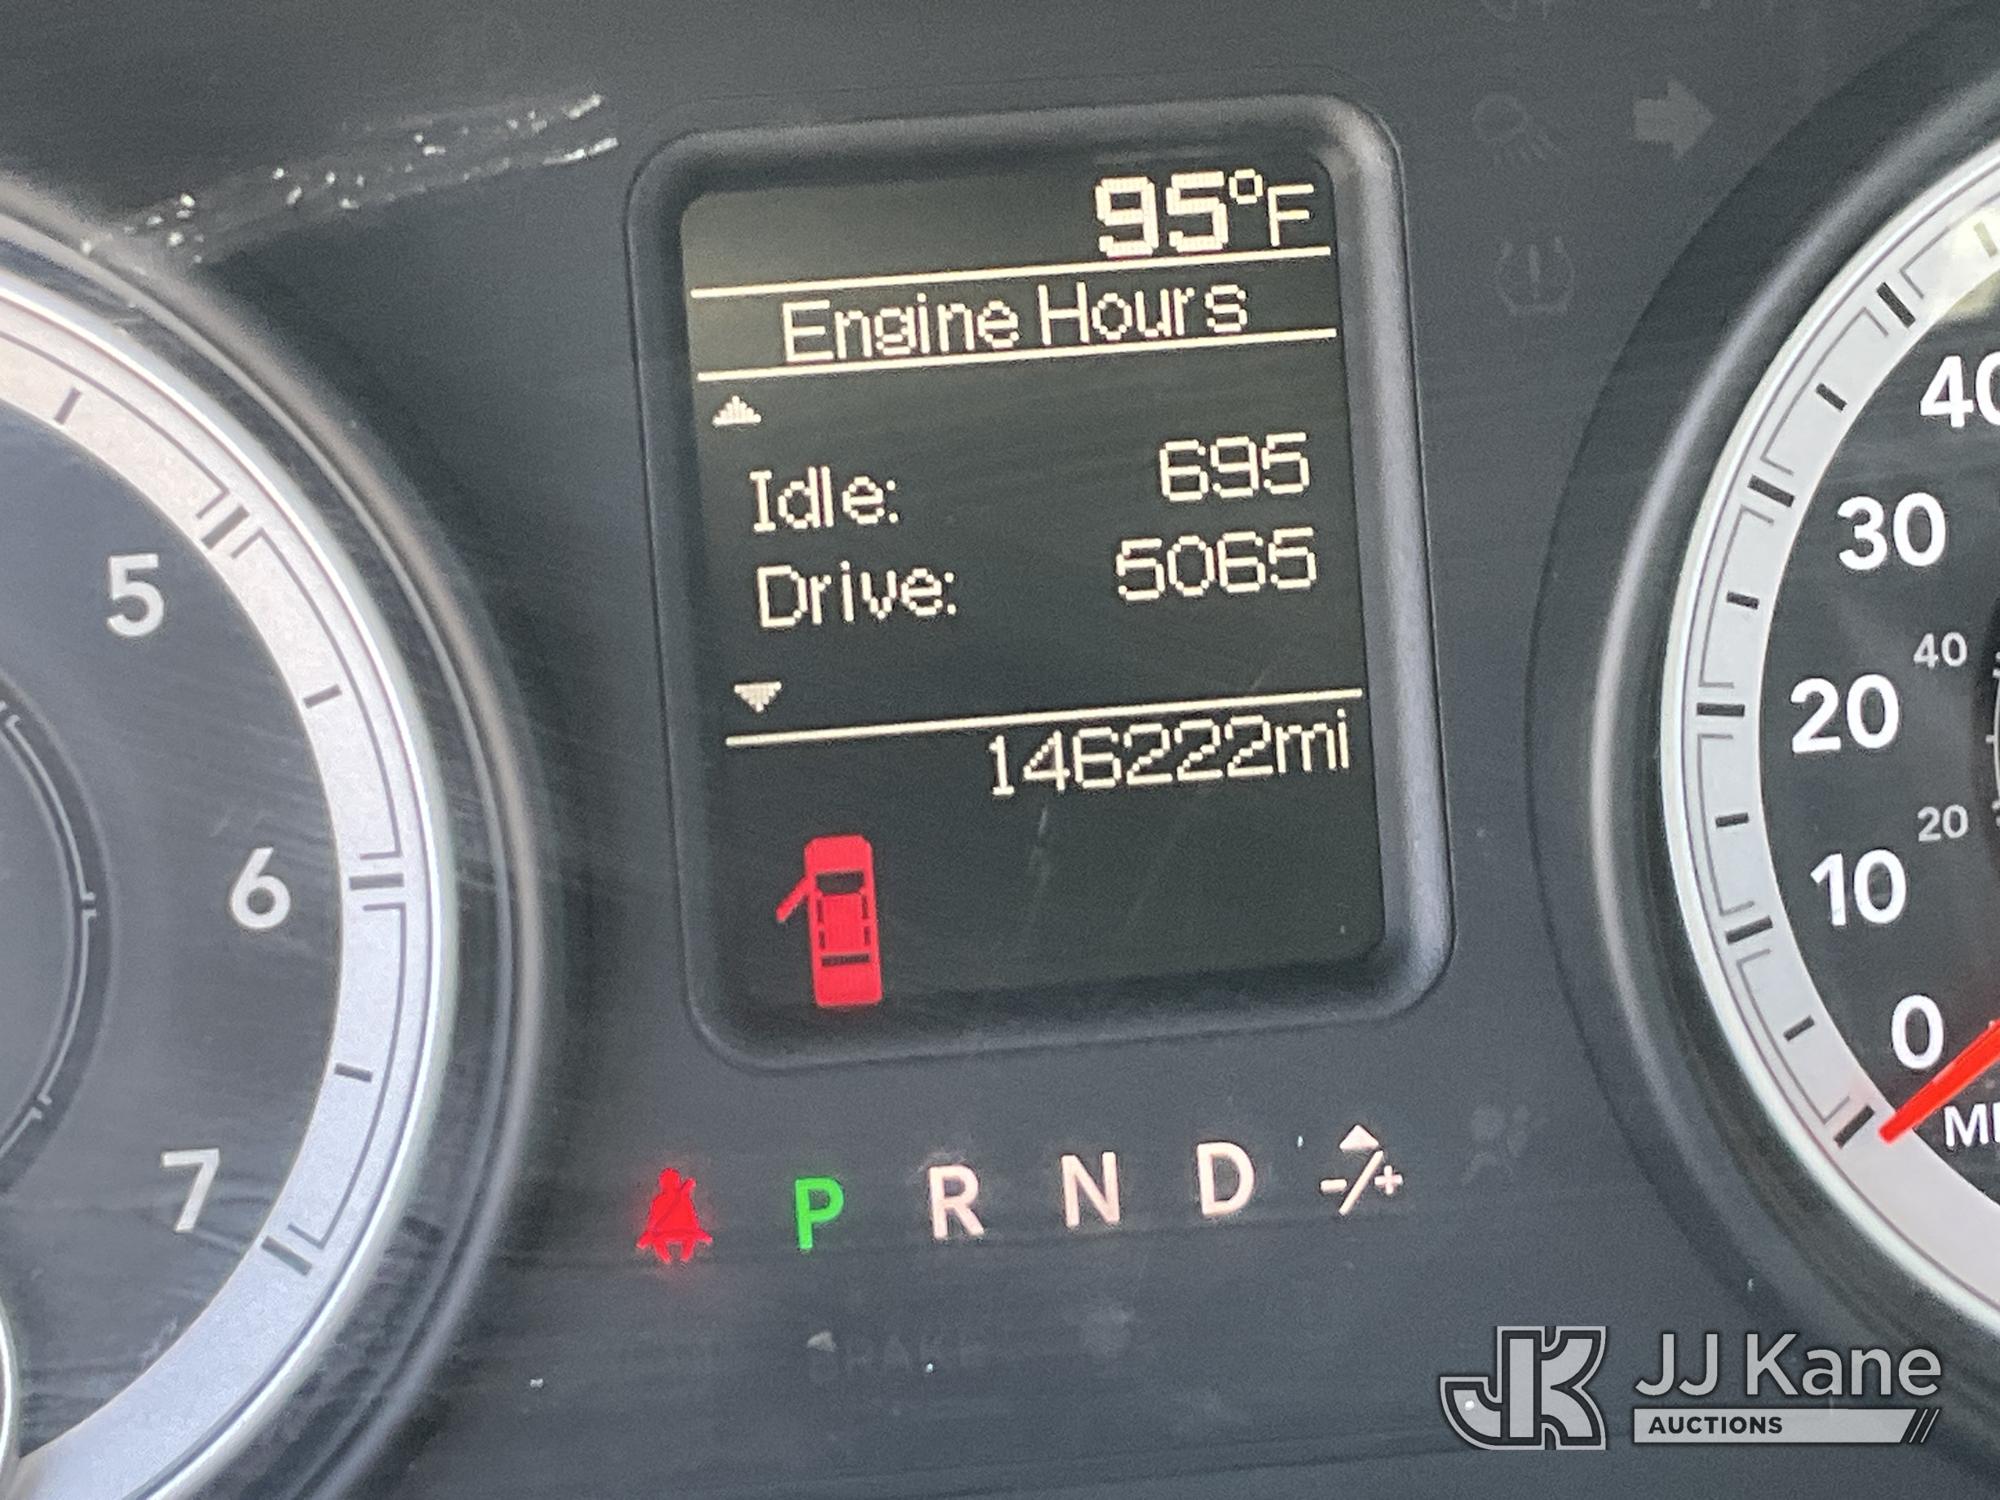 95°F
Engine Hours
Idle: 695
Drive: 5065
146222mi
P R N D -/+
BRAKE
5
6
7
40
30
20
10
0
40
20
JJ Kane
AUCTIONS